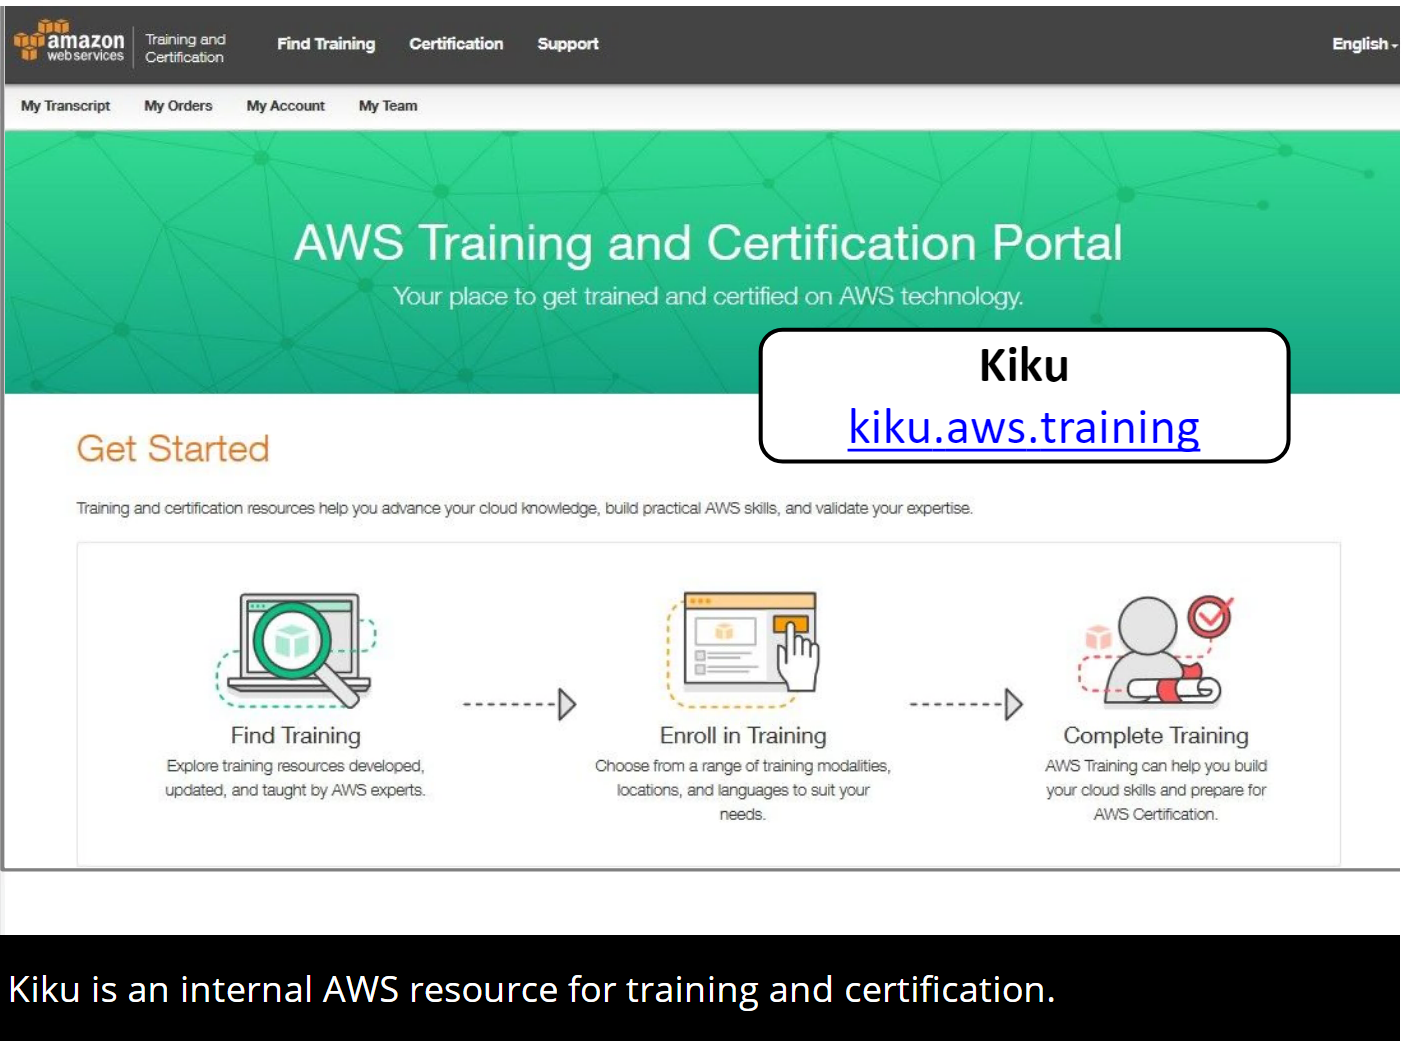 amazon
webservices
Training and
Certification
Find Training
Certification
Support
English
My Transcript
My Orders
My Account
My Team
AWS Training and Certification Portal
Your place to get trained and certified on AWS technology.
Kiku
kiku.aws.training
Get Started
Training and certification resources help you advance your cloud knowledge, build practical AWS skills, and validate your expertise.
Find Training
Explore training resources developed,
updated, and taught by AWS experts.
Enroll in Training
Choose from a range of training modalities,
locations, and languages to suit your
needs.
Complete Training
AWS Training can help you build
your cloud skills and prepare for
AWS Certification.
Kiku is an internal AWS resource for training and certification.